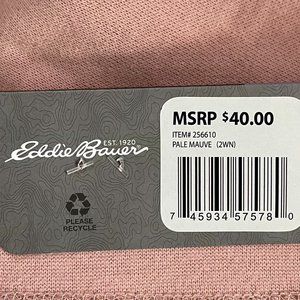 EST. 1920
Eddie Bauer
PLEASE
RECYCLE
MSRP $40.00
ITEM# 256610
PALE MAUVE (2WN)
7 45934 57578 0